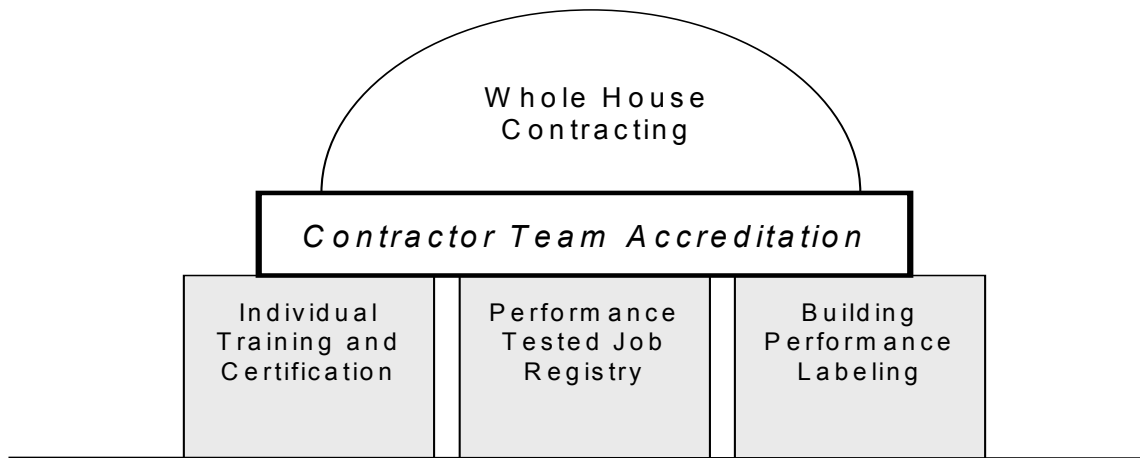 Whole House
Contracting
Contractor Team Accreditation
Individual
Training and
Certification
Performance
Tested Job
Registry
Building
Performance
Labeling